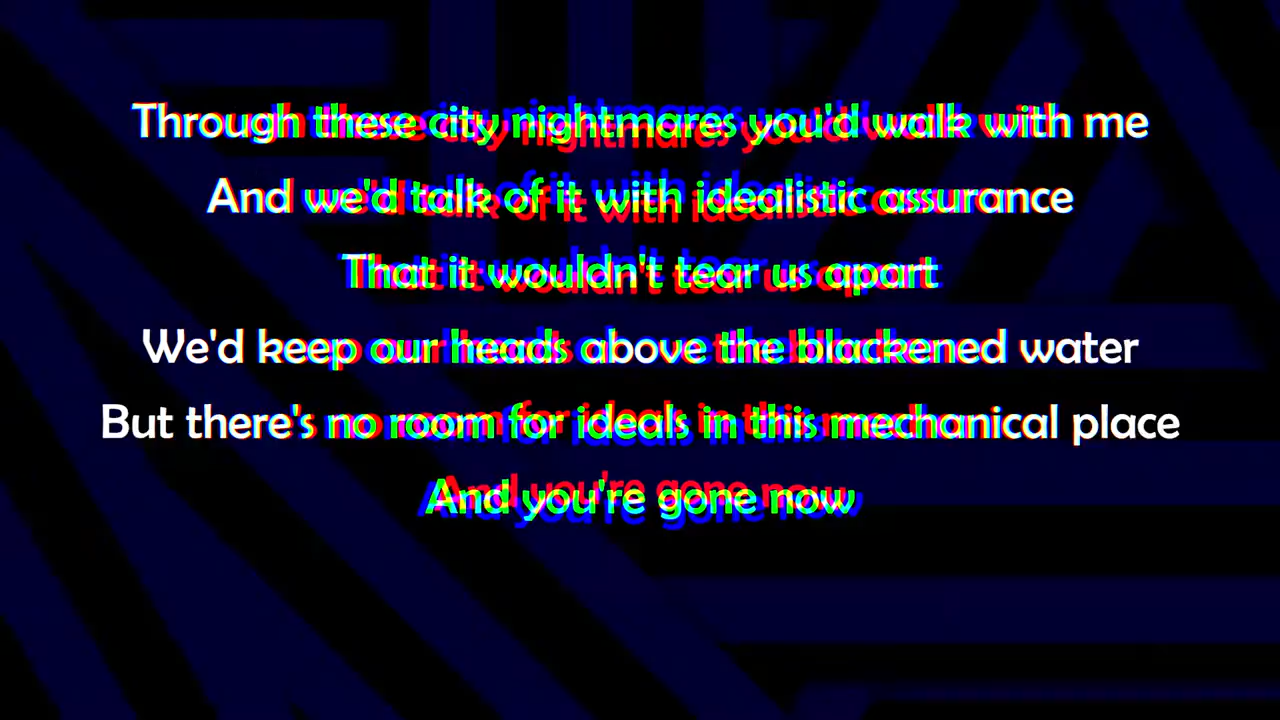 Through these city nightmares you'd walk with me
And we'd talk of it with idealistic assurance
That it wouldn't tear us apart
We'd keep our heads above the blackened water
But there's no room for ideals in this mechanical place
And you're gone now